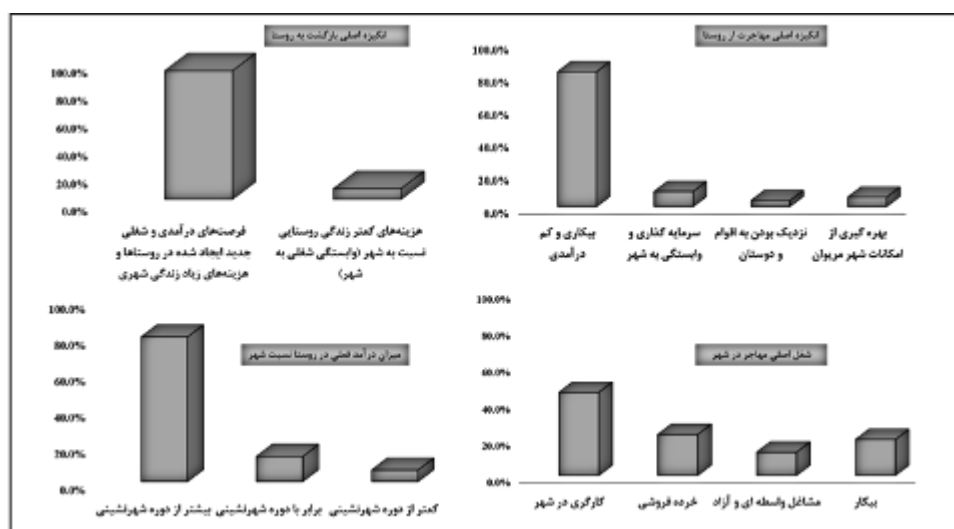 انگیزه اصلی مهاجرت از روستا
100.0%
80.0%
60.0%
40.0%
20.0%
0.0%
بیکاری و کم
درآمدی
سرمایه گذاری و
وابستگی به شهر
نزدیک بودن به اقوام
و دوستان
بهره گیری از
امکانات شهر مریوان
انگیزه اصلی بازگشت به روستا
100.0%
80.0%
60.0%
40.0%
20.0%
0.0%
فرصت‌های درآمدی و شغلی
جدید ایجاد شده در روستاها و
هزینه‌های زیاد زندگی شهری
هزینه‌های کمتر زندگی روستایی
نسبت به شهر (وابستگی شغلی به
شهر)
شغل اصلی مهاجر در شهر
100.0%
80.0%
60.0%
40.0%
20.0%
0.0%
کارگری در شهر
خرده فروشی
مشاغل واسطه ای و آزاد
بیکار
میزان درآمد فعلی در روستا نسبت شهر
100.0%
80.0%
60.0%
40.0%
20.0%
0.0%
بیشتر از دوره شهرنشینی
برابر با دوره شهرنشینی
کمتر از دوره شهرنشینی